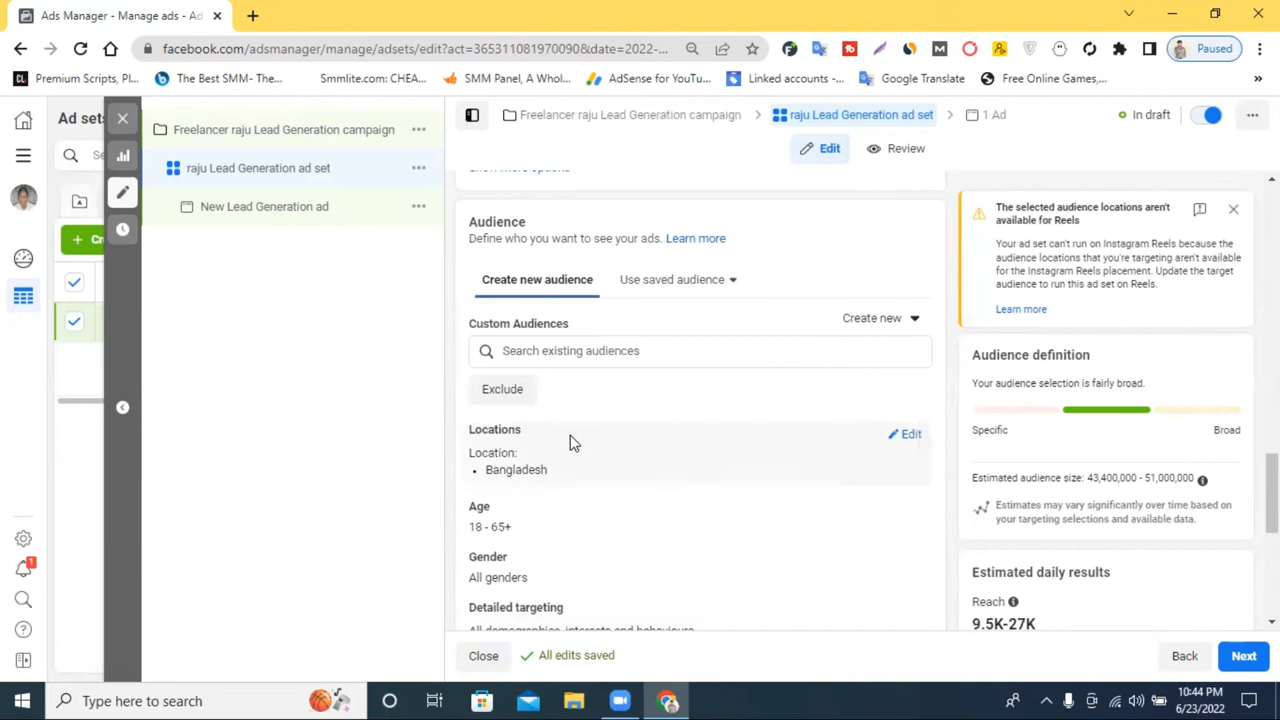 Ads Manager - Manage ads - Ad
facebook.com/adsmanager/manage/adsets/edit?act=3653110819700908&date=2022-...
Paused
Premium Scripts, Pl...
The Best SMM- The...
Smmlite.com: CHEA...
SMM Panel, A Whol...
AdSense for YouTu...
Linked accounts -...
Google Translate
Free Online Games,...
Ad sets
Se
Cr
Freelancer raju Lead Generation campaign
raju Lead Generation ad set
New Lead Generation ad
Freelancer raju Lead Generation campaign
raju Lead Generation ad set
1 Ad
In draft
Edit
Review
Audience
Define who you want to see your ads. Learn more
Create new audience
Use saved audience
Custom Audiences
Create new
Search existing audiences
Exclude
Locations
Edit
Location:
• Bangladesh
Age
18 - 65+
Gender
All genders
Detailed targeting
All demographics, interests and behaviours
Close
All edits saved
Back
Next
The selected audience locations aren't
available for Reels
Your ad set can't run on Instagram Reels because the
audience locations that you're targeting aren't available
for the Instagram Reels placement. Update the target
audience to run this ad set on Reels.
Learn more
Audience definition
Your audience selection is fairly broad.
Specific
Broad
Estimated audience size: 43,400,000 - 51,000,000
Estimates may vary significantly over time based on
your targeting selections and available data.
Estimated daily results
Reach
9.5K-27K
Type here to search
10:44 PM
6/23/2022